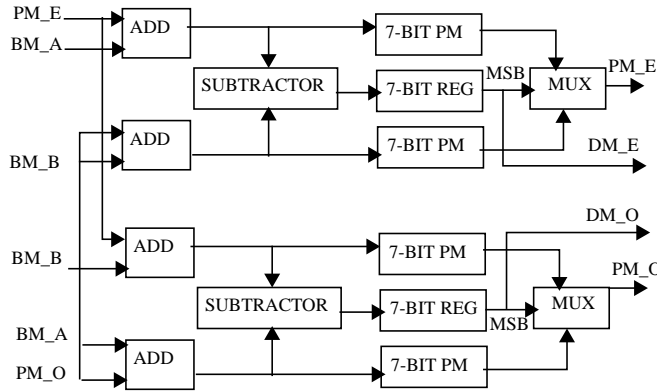 PM_E
ADD
7-BIT PM
BM_A
SUBTRACTOR
7-BIT REG
MSB
MUX
PM_E
ADD
7-BIT PM
BM_B
DM_E
DM_O
BM_B
ADD
7-BIT PM
PM_O
SUBTRACTOR
7-BIT REG
MSB
MUX
BM_A
ADD
7-BIT PM
PM_O